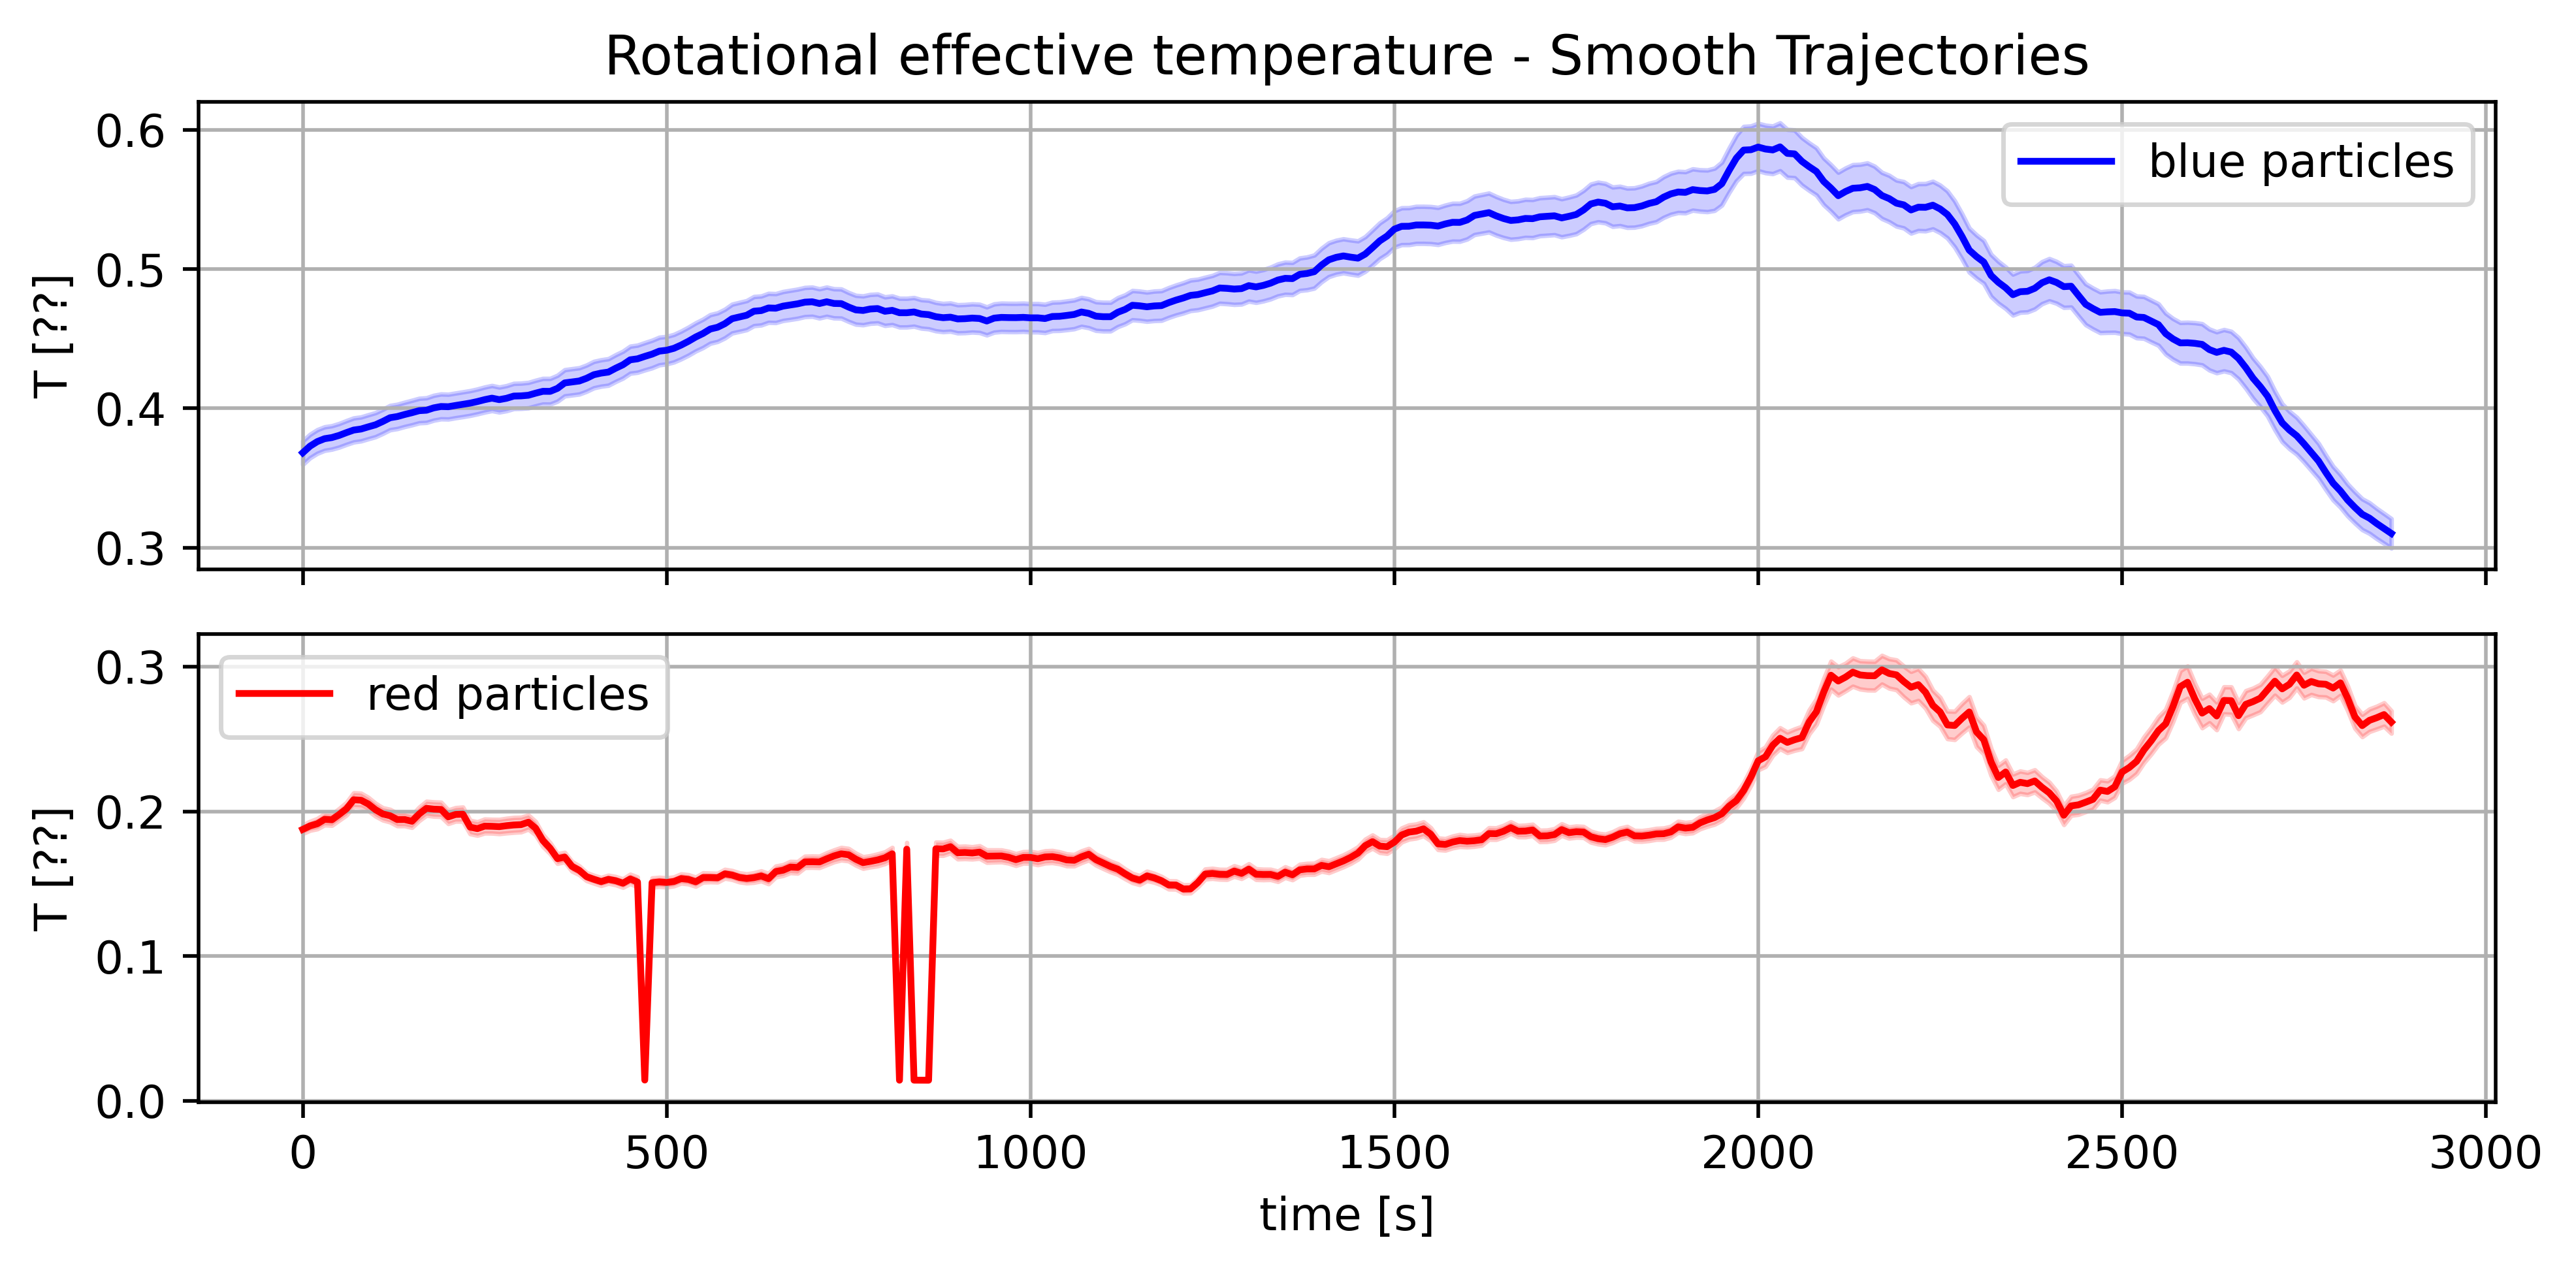 Rotational effective temperature - Smooth Trajectories
T [??]
0.6
0.5
0.4
0.3
blue particles
T [??]
0.3
0.2
0.1
0.0
red particles
0 500 1000 1500 2000 2500 3000
time [s]